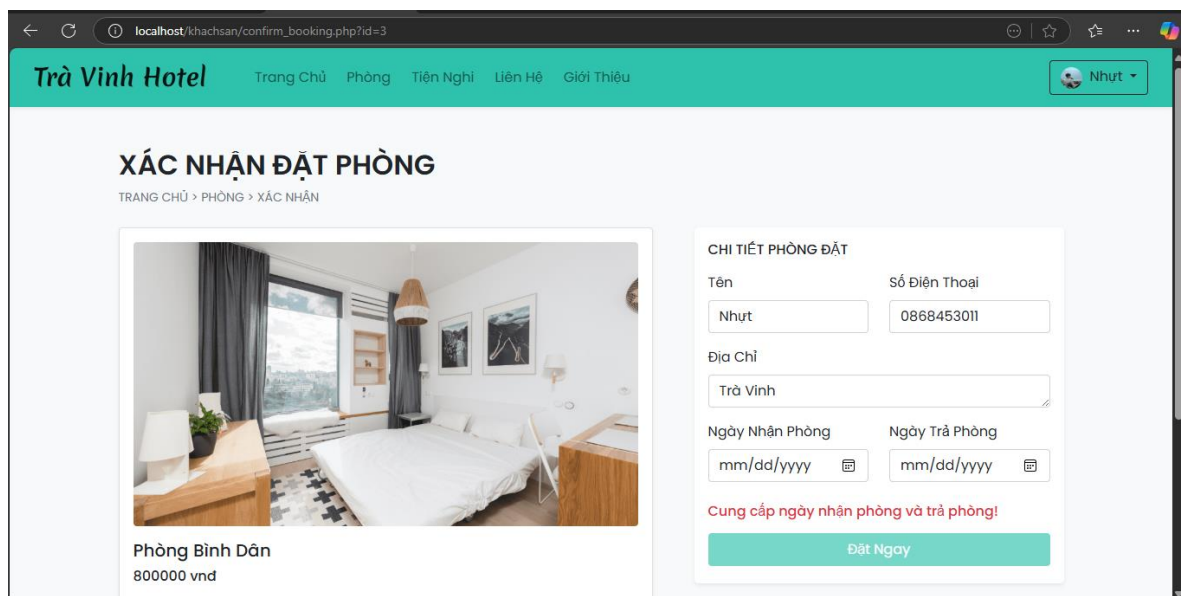 localhost/khachsan/confirm_booking.php?id=3
Trà Vinh Hotel Trang Chủ Phòng Tiện Nghi Liên Hệ Giới Thiệu Nhựt
XÁC NHẬN ĐẶT PHÒNG
TRANG CHỦ > PHÒNG > XÁC NHẬN
CHI TIẾT PHÒNG ĐẶT
Tên Số Điện Thoại
Nhựt 0868453011
Địa Chỉ
Trà Vinh
Ngày Nhận Phòng Ngày Trả Phòng
mm/dd/yyyy mm/dd/yyyy
Cung cấp ngày nhận phòng và trả phòng!
Đặt Ngay
Phòng Bình Dân
800000 vnđ